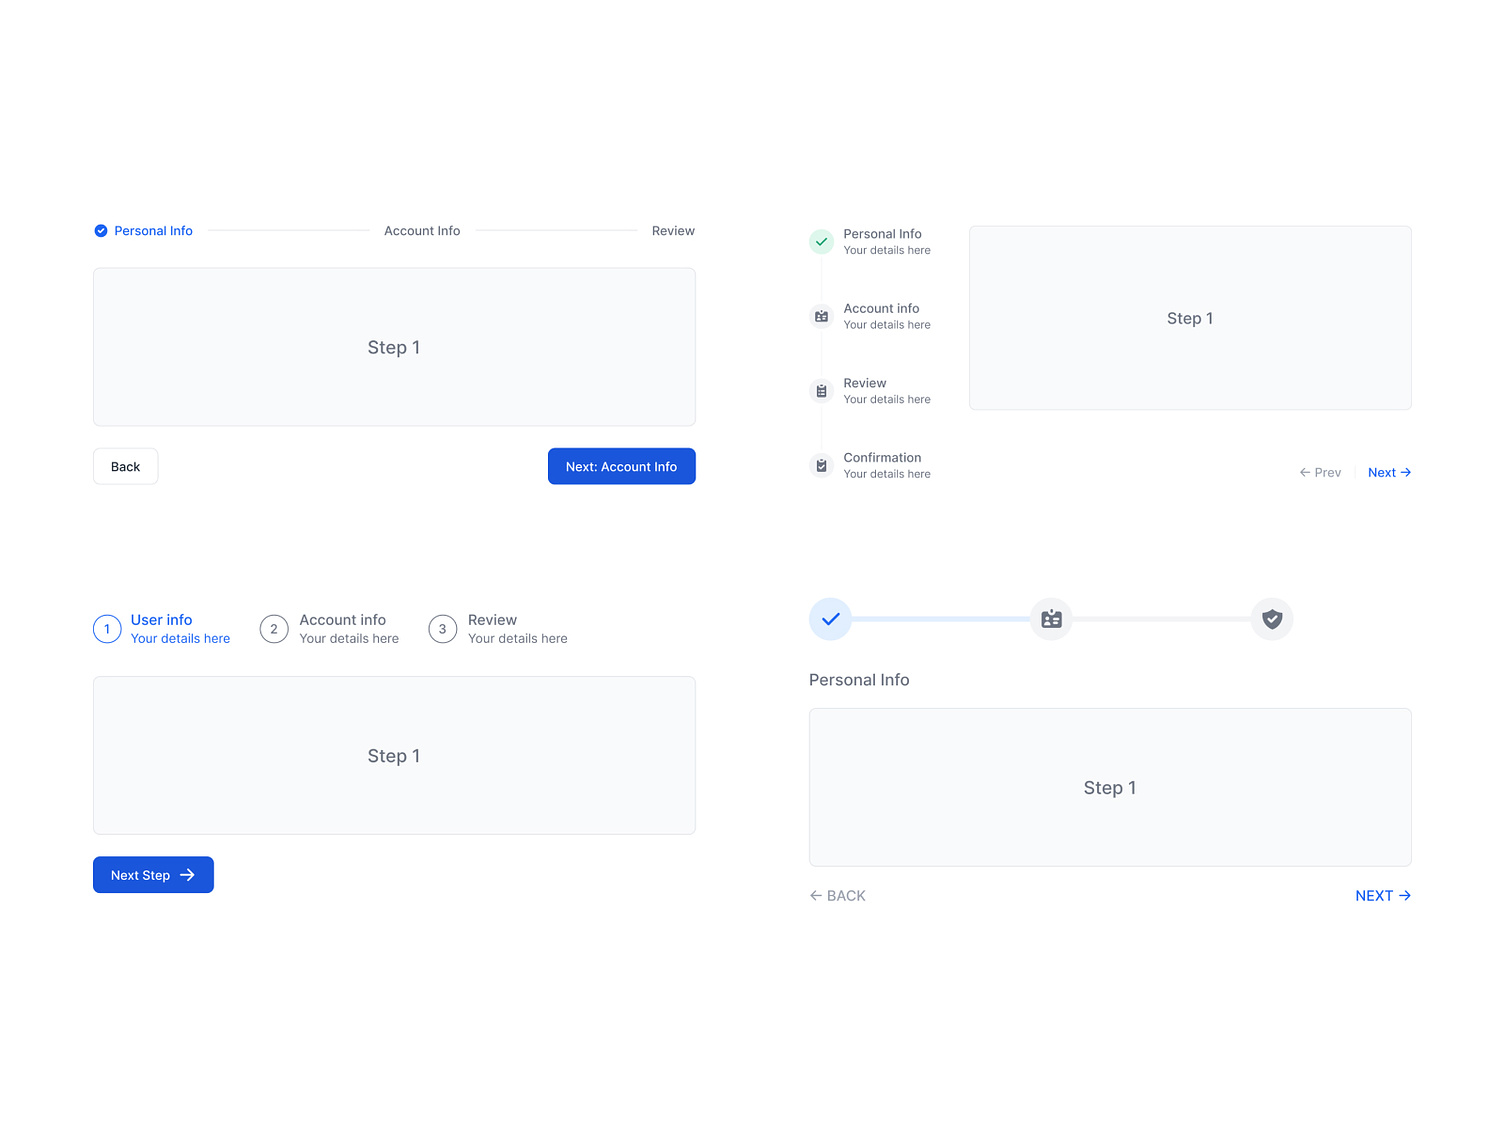 Personal Info
Account Info
Review
Step 1
Back
Next: Account Info
Personal Info
Your details here
Account info
Your details here
Review
Your details here
Confirmation
Your details here
Step 1
← Prev
Next →
1
User info
Your details here
2
Account info
Your details here
3
Review
Your details here
Step 1
Next Step →
Personal Info
Step 1
← BACK
NEXT →